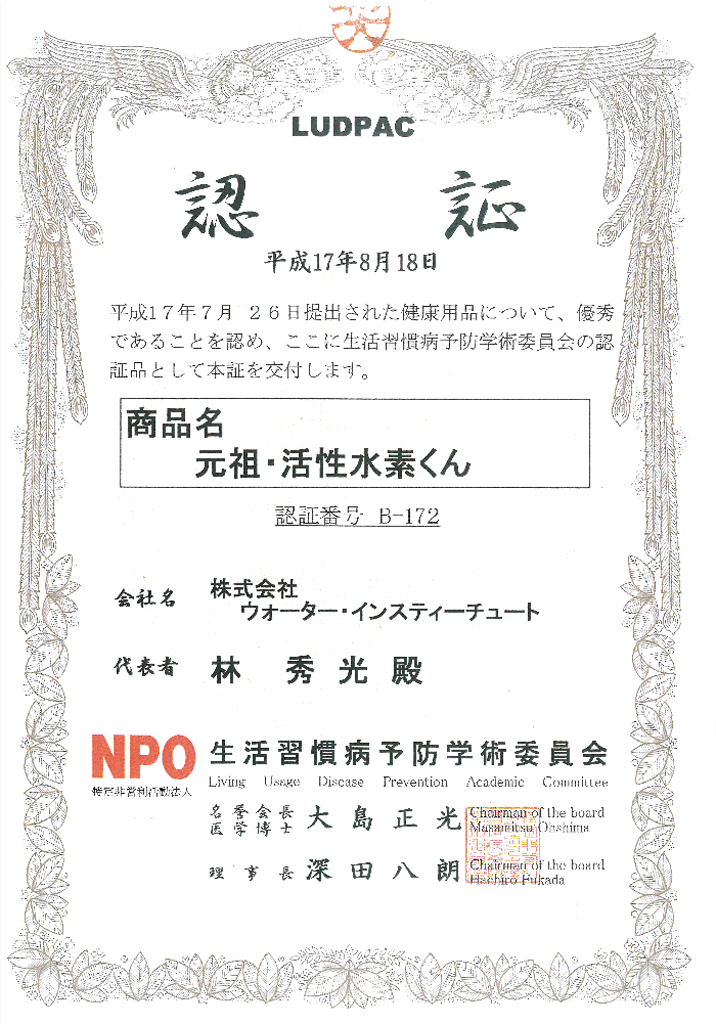 LUDPAC
認 証
平成17年8月18日
平成17年7月 26日提出された健康用品について、優秀
であることを認め、ここに生活習慣病予防学術委員会の認
証品として本証を交付します。
商品名
元祖・活性水素くん
認証番号 B-172
会社名 株式会社
ウォーター・インスティーチュート
代表者 林 秀光殿
NPO 生活習慣病予防学術委員会
特定非営利活動法人 Living Usage Disease Prevention Academic Committee
名誉会長 大島正光 Chairman of the board
医学博士 Masamitsu Ohshima
理事長 深田八朗 Chairman of the board
Hachiro Fukada